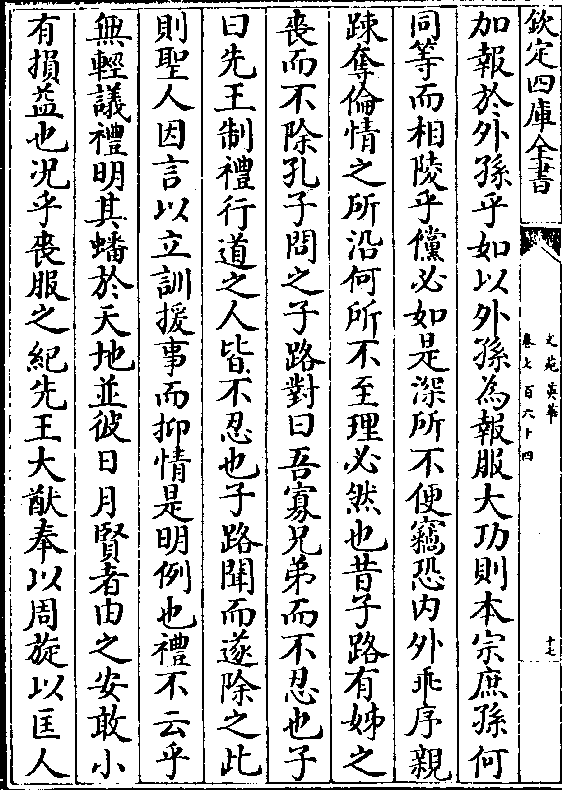 欽定四庫全書
文苑英華
卷七百六十四
十七
加報於外孫乎如以外孫為報服大功則本宗庶孫何
同等而相陵乎儻必如是深所不便竊恐内外乖序親
踈奪倫情之所沿何所不至理必然也昔子路有姊之
喪而不除孔子問之子路對曰吾寡兄弟而不忍也子
曰先王制禮行道之人皆不忍也子路聞而遂除之此
則聖人因言以立訓援事而抑情是明例也禮不云乎
無輕議禮明其蟠於天地並彼日月賢者由之安敢小
有損益也况乎喪服之紀先王大猷奉以周旋以匡人